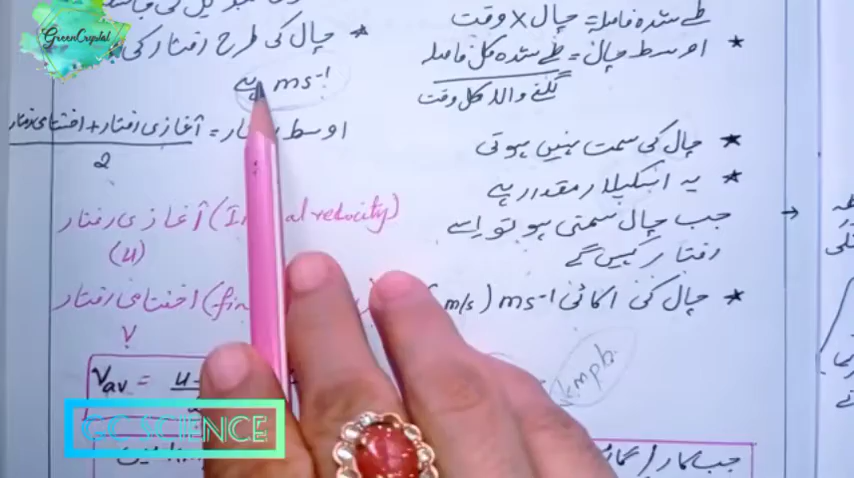 طے شدہ فاصلہ = چال × وقت
★ اوسط چال = طے شدہ کل فاصلہ
لگنے والا کل وقت
★ چال کی سمت نہیں ہوتی
★ یہ اسکیلار مقدار ہے
جب چال سمتی ہو تو اسے
رفتار کہیں گے
★ چال کی اکائی ms⁻¹ (m/s)
kmph
★ چال کی طرح رفتار کی
ms⁻¹ ہے
اوسط = آغازی رفتار + اختتامی رفتار
2
آغازی رفتار (velocity)
(u)
اختتامی رفتار
v
Vav = u
GreenCrystal
GC SCIENCE